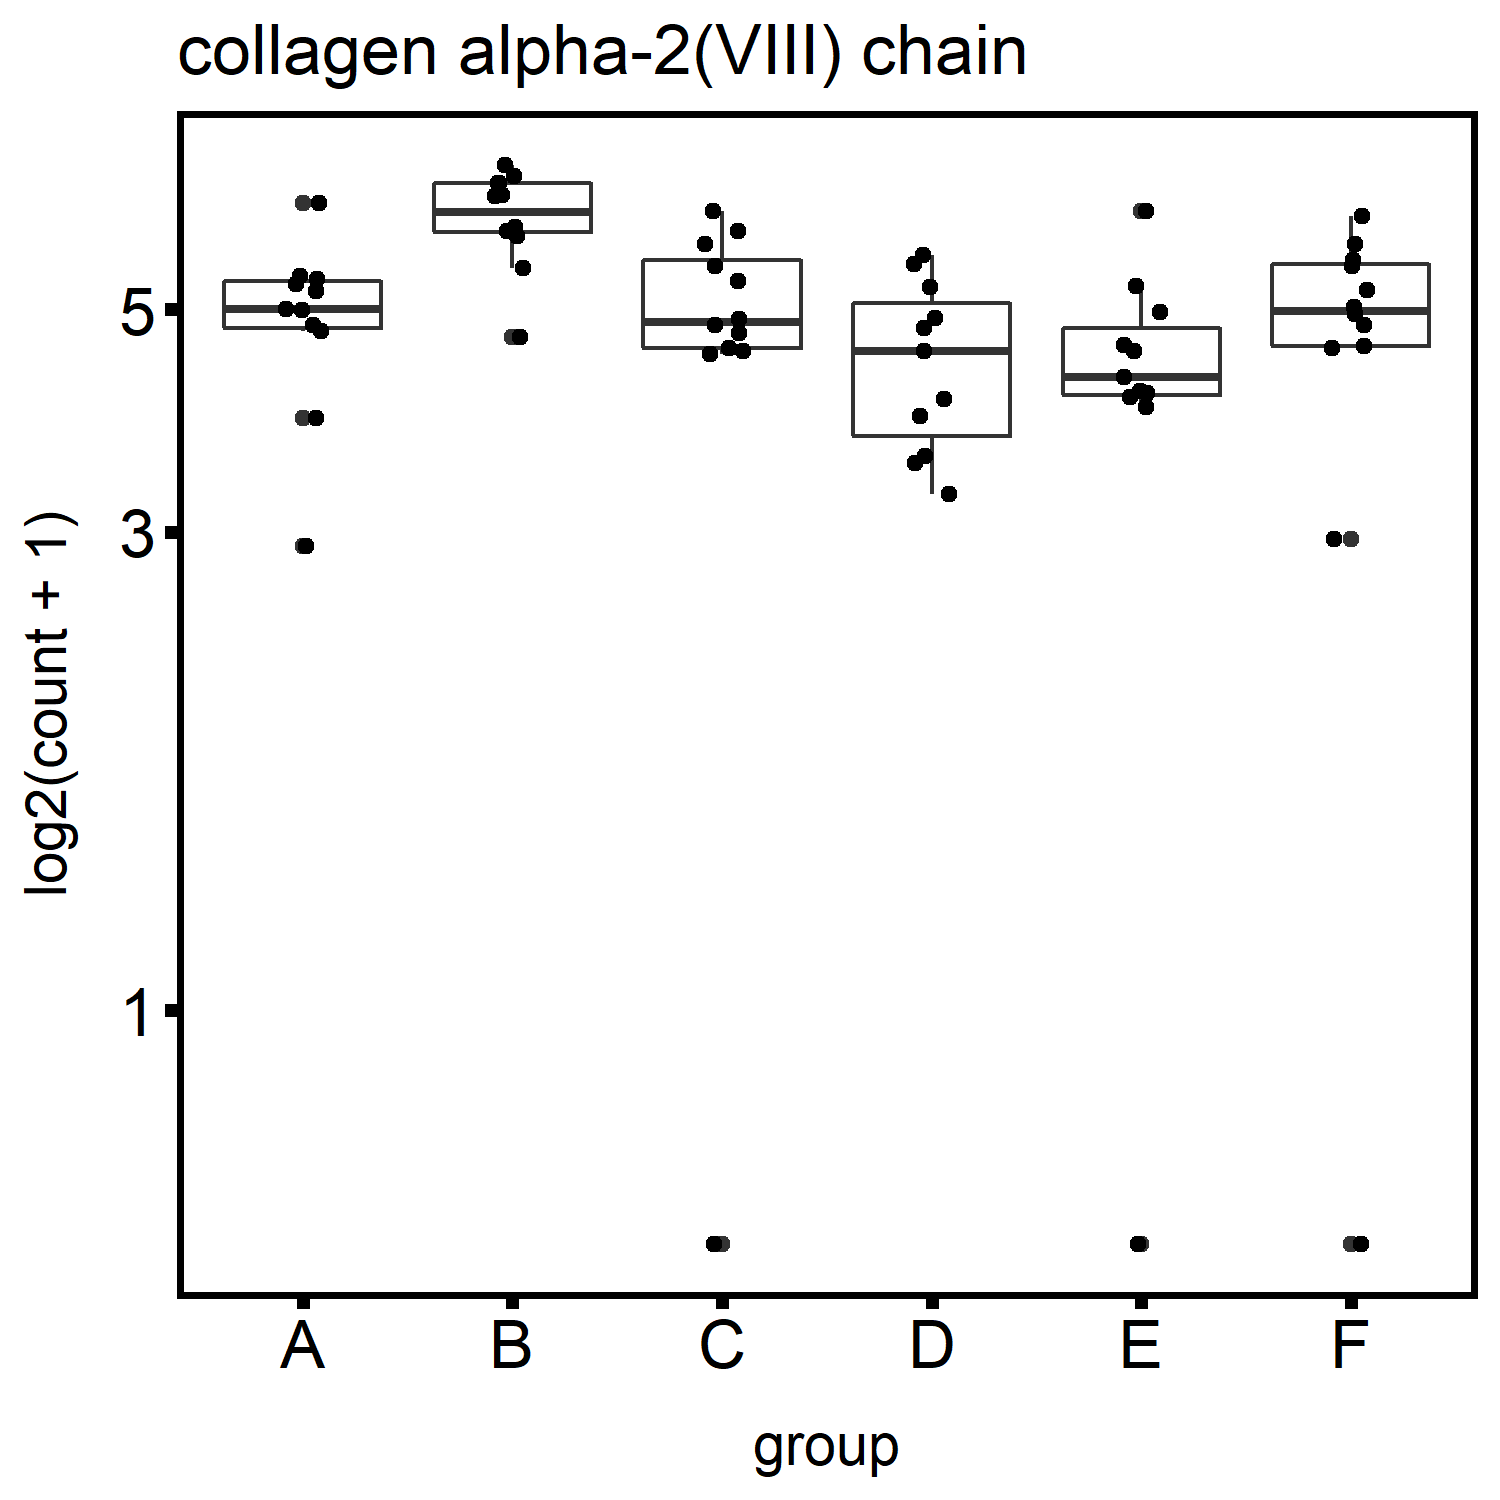 collagen alpha-2(VIII) chain
log2(count + 1)
5
3
1
A B C D E F
group